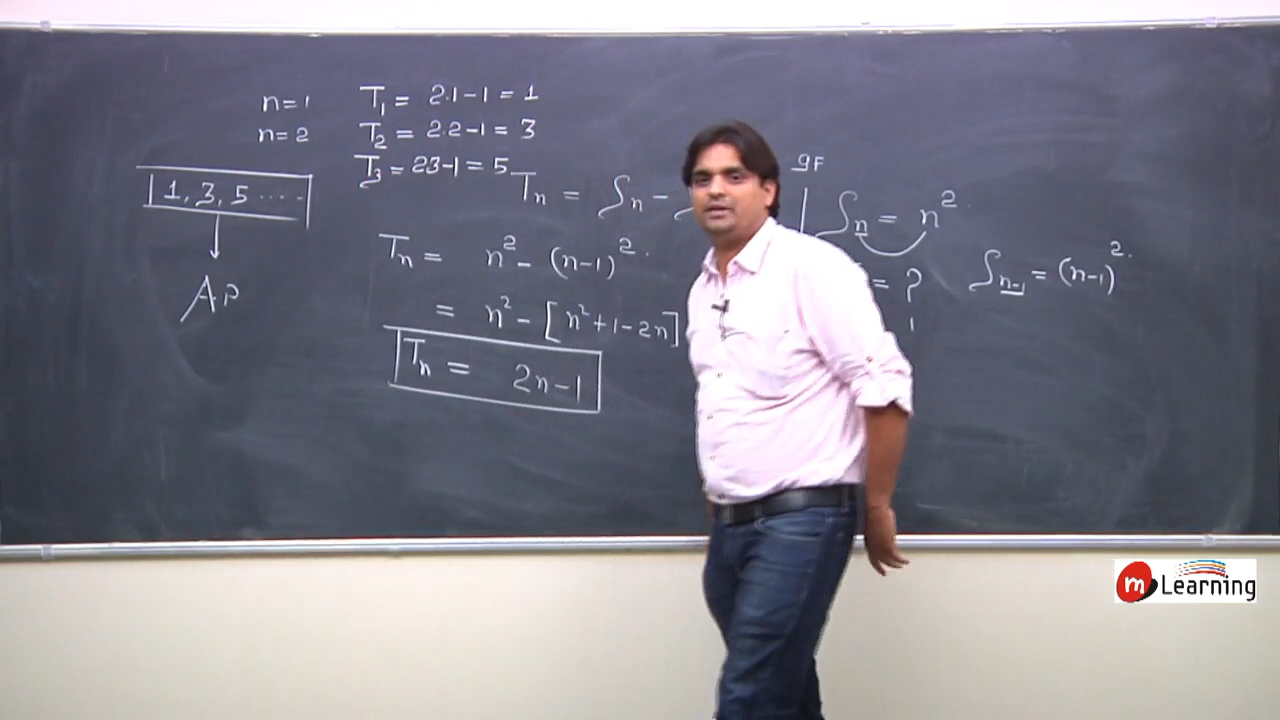 n=1 T₁ = 2.1-1 = 1
n=2 T₂ = 2.2-1 = 3
T₃ = 23-1 = 5
1, 3, 5 ....
AP
Tn = Sn -
Tn = n² - (n-1)².
= n² - [n²+1-2n]
Tn = 2n-1
gF
Sn = n².
= ?
Sn-1 = (n-1)².
m Learning